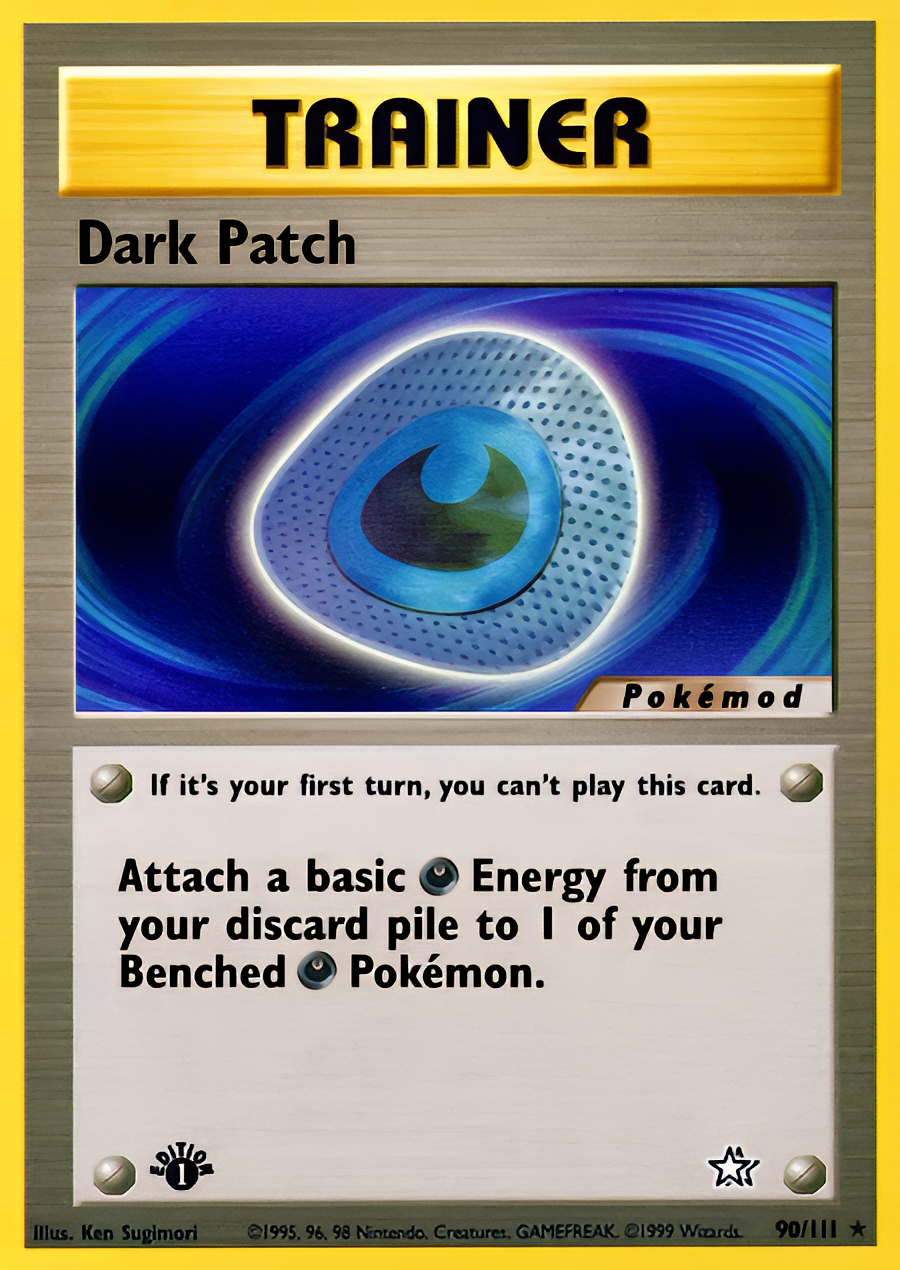 TRAINER
Dark Patch
Pokémod
If it's your first turn, you can't play this card.
Attach a basic Energy from
your discard pile to 1 of your
Benched Pokémon.
EDITION
1
Illus. Ken Sugimori ©1995, 96, 98 Nintendo, Creatures, GAMEFREAK. ©1999 Wizards. 90/111 ★